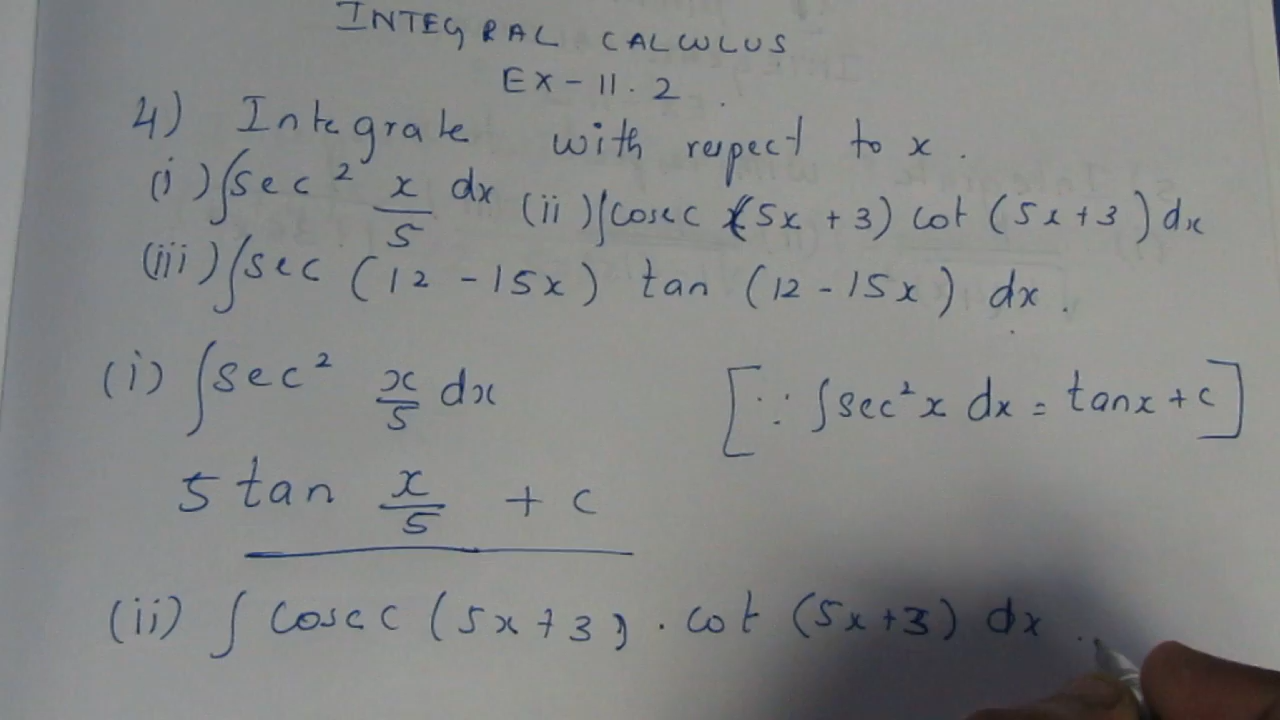 INTEGRAL CALCULUS
EX-11.2.
4) Integrate with respect to x.
(i) ∫sec² x/5 dx (ii) ∫cosec (5x+3) cot (5x+3) dx
(iii) ∫sec (12-15x) tan (12-15x) dx.
(i) ∫sec² x/5 dx [∵ ∫sec²x dx = tanx + c]
5 tan x/5 + c
(ii) ∫ cosec (5x+3) . cot (5x+3) dx